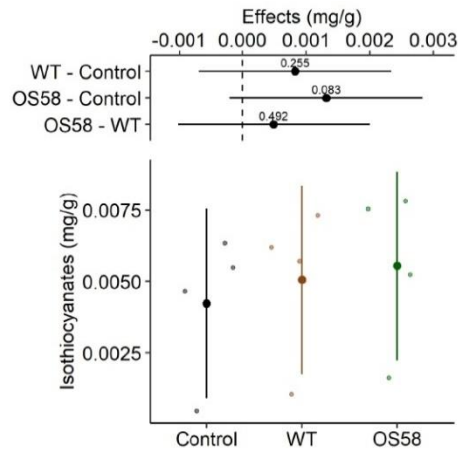 Effects (mg/g)
-0.001 0.000 0.001 0.002 0.003
WT - Control 0.255
OS58 - Control 0.083
OS58 - WT 0.492
Isothiocyanates (mg/g)
0.0075
0.0050
0.0025
Control WT OS58